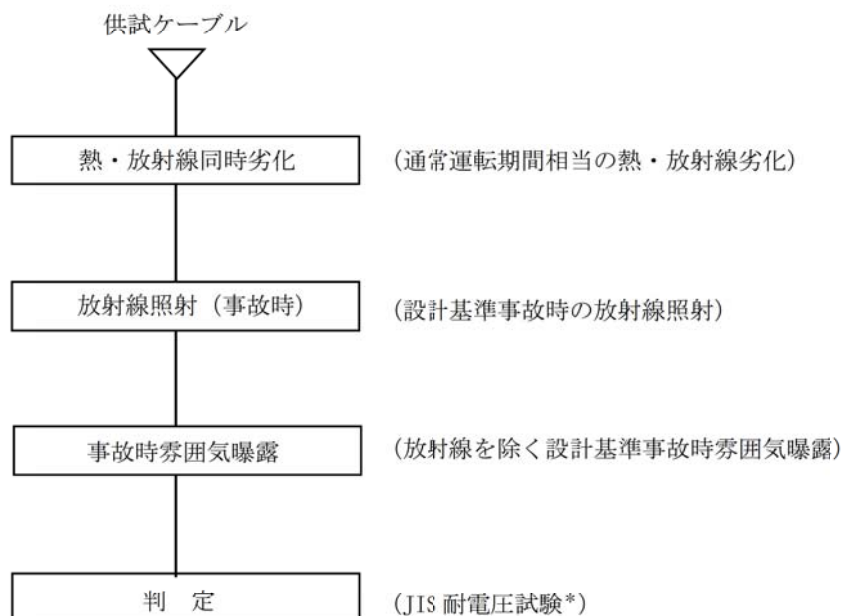 供試ケーブル
熱・放射線同時劣化 (通常運転期間相当の熱・放射線劣化)
放射線照射（事故時） (設計基準事故時の放射線照射)
事故時雰囲気曝露 (放射線を除く設計基準事故時雰囲気曝露)
判 定 (JIS 耐電圧試験*)